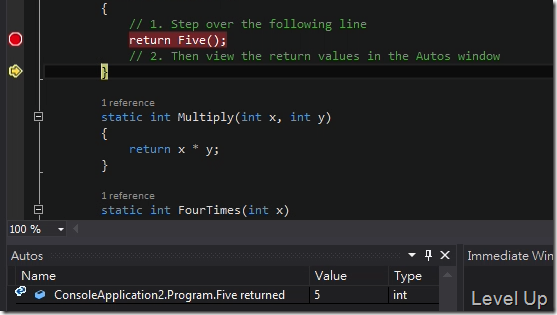 {
// 1. Step over the following line
return Five();
// 2. Then view the return values in the Autos window
}
1 reference
static int Multiply(int x, int y)
{
return x * y;
}
1 reference
static int FourTimes(int x)
100 %
Autos
Immediate Win
Name Value Type
ConsoleApplication2.Program.Five returned 5 int
Level Up